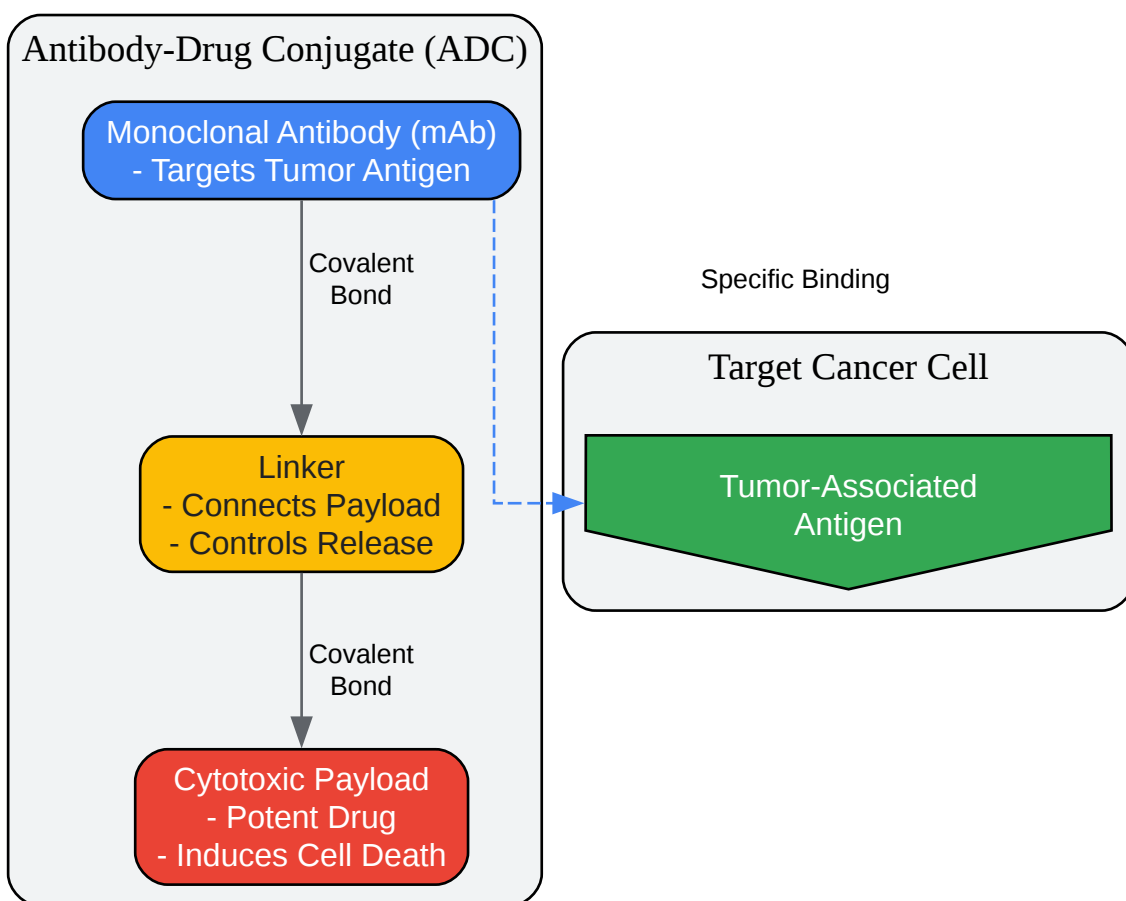 Antibody-Drug Conjugate (ADC)
Monoclonal Antibody (mAb)
- Targets Tumor Antigen
Covalent
Bond
Linker
- Connects Payload
- Controls Release
Covalent
Bond
Cytotoxic Payload
- Potent Drug
- Induces Cell Death
Specific Binding
Target Cancer Cell
Tumor-Associated
Antigen